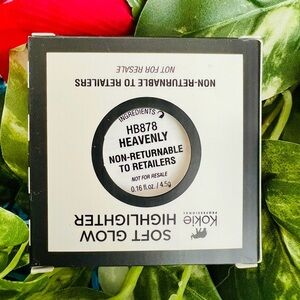 NON-RETURNABLE TO RETAILERS
NOT FOR RESALE
INGREDIENTS
HB878
HEAVENLY
NON-RETURNABLE
TO RETAILERS
NOT FOR RESALE
0.16 fl.oz. / 4.5g
Kokie
PROFESSIONAL
SOFT GLOW
HIGHLIGHTER